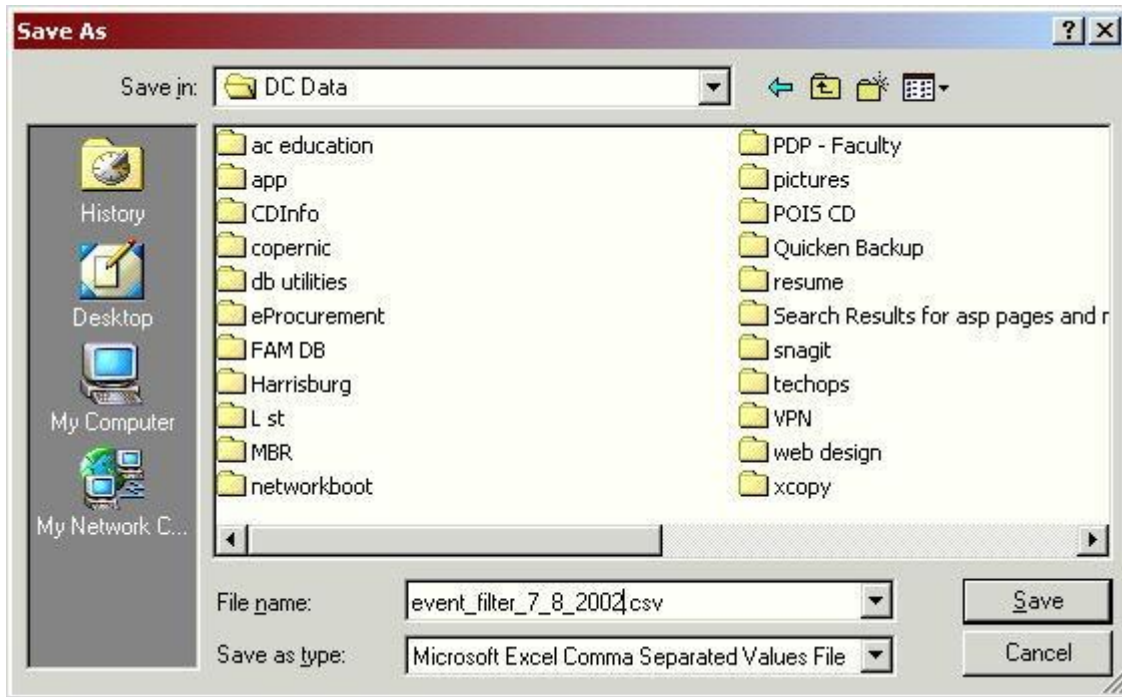 Save As
Save in:
DC Data
History
Desktop
My Computer
My Network C...
ac education
app
CDInfo
copernic
db utilities
eProcurement
FAM DB
Harrisburg
L st
MBR
networkboot
PDP - Faculty
pictures
POIS CD
Quicken Backup
resume
Search Results for asp pages and r
snagit
techops
VPN
web design
xcopy
File name:
event_filter_7_8_2002.csv
Save
Save as type:
Microsoft Excel Comma Separated Values File
Cancel